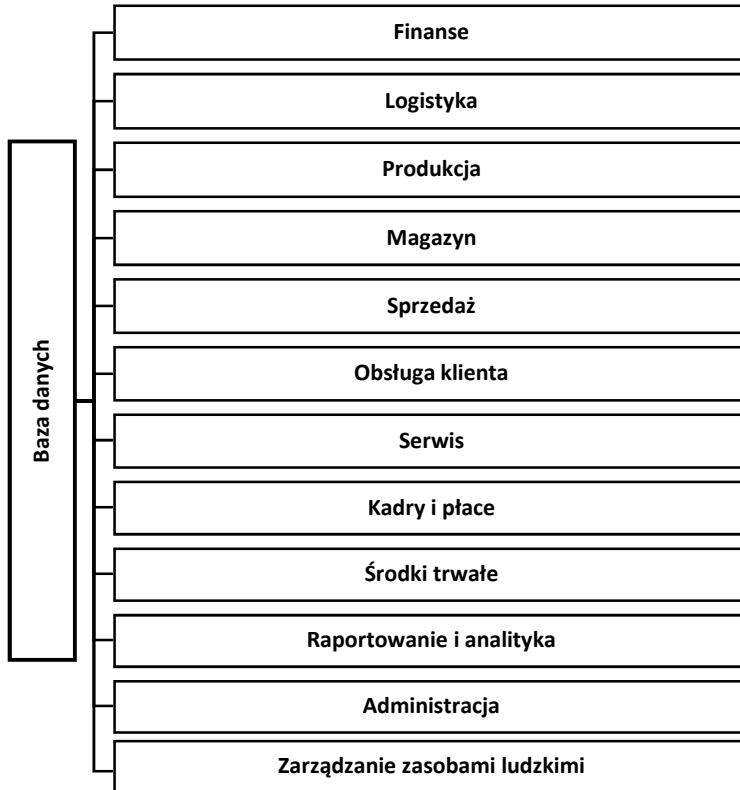 Baza danych
Finanse
Logistyka
Produkcja
Magazyn
Sprzedaż
Obsługa klienta
Serwis
Kadry i płace
Środki trwałe
Raportowanie i analityka
Administracja
Zarządzanie zasobami ludzkimi